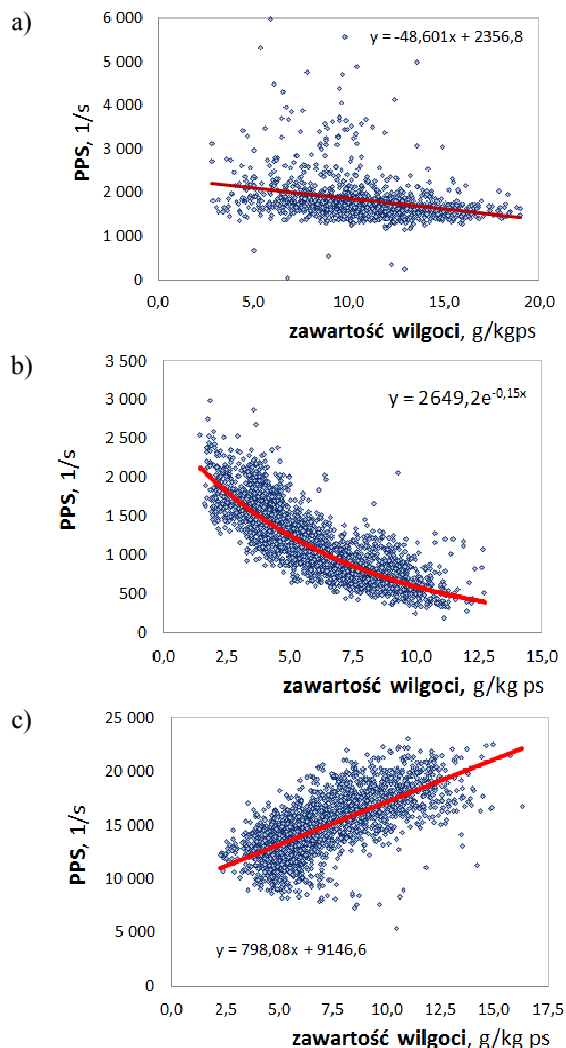 a)
6 000
5 000
4 000
3 000
2 000
1 000
0
PPS, 1/s
y = -48,601x + 2356,8
0,0 5,0 10,0 15,0 20,0
zawartość wilgoci, g/kgps
b)
3 500
3 000
2 500
2 000
1 500
1 000
500
0
PPS, 1/s
y = 2649,2e-0,15x
0,0 2,5 5,0 7,5 10,0 12,5 15,0
zawartość wilgoci, g/kg ps
c)
25 000
20 000
15 000
10 000
5 000
0
PPS, 1/s
y = 798,08x + 9146,6
0,0 2,5 5,0 7,5 10,0 12,5 15,0 17,5
zawartość wilgoci, g/kg ps